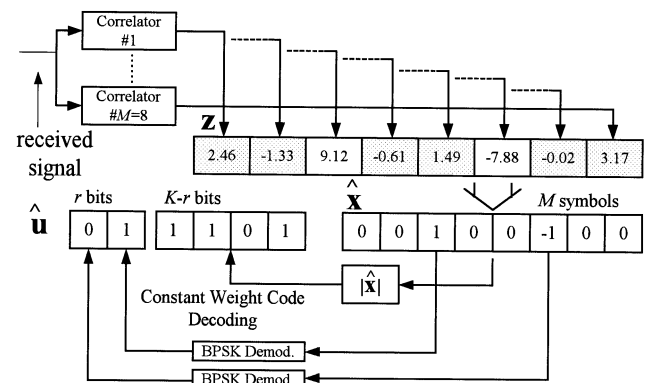 Correlator
#1
Correlator
#M=8
received
signal
z
2.46 -1.33 9.12 -0.61 1.49 -7.88 -0.02 3.17
r bits K-r bits x̂ M symbols
û 0 1 1 1 0 1 0 0 1 0 0 -1 0 0
|x̂|
Constant Weight Code
Decoding
BPSK Demod.
BPSK Demod.